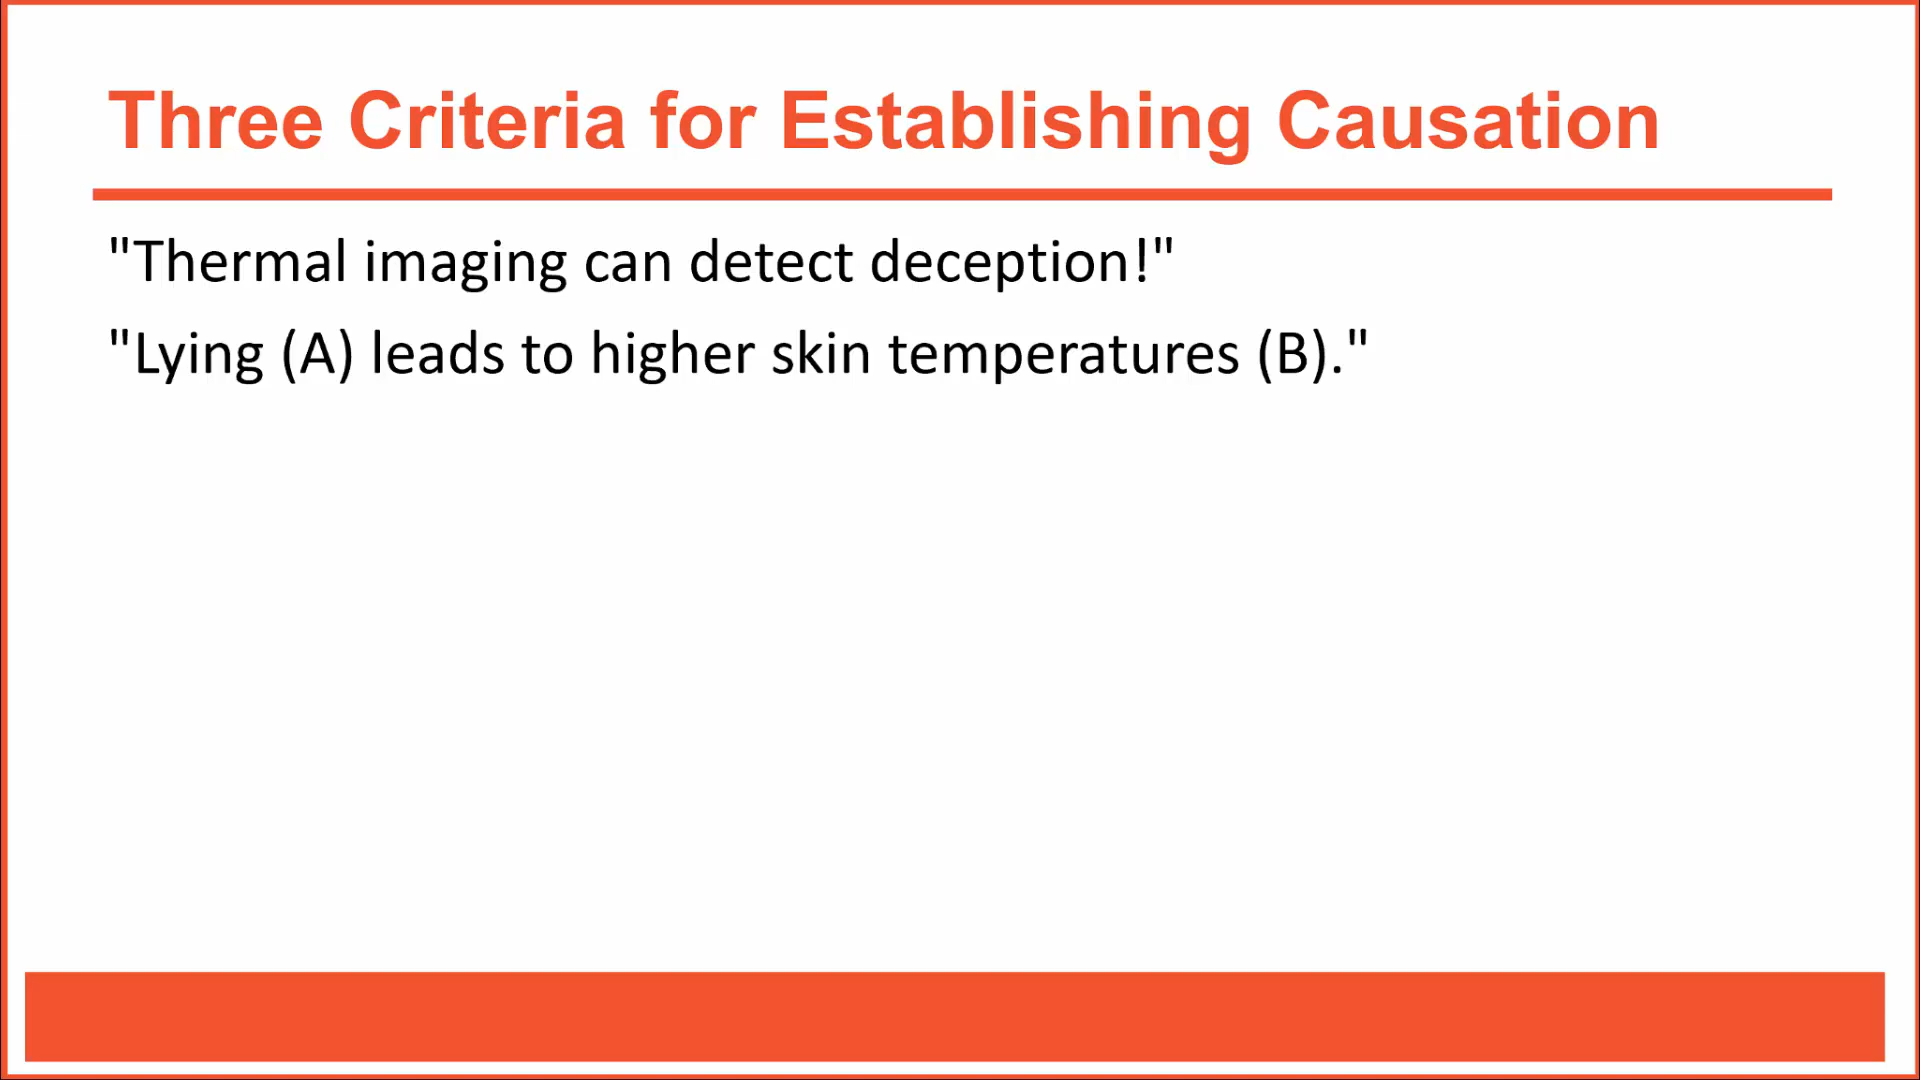 Three Criteria for Establishing Causation
"Thermal imaging can detect deception!"
"Lying (A) leads to higher skin temperatures (B)."